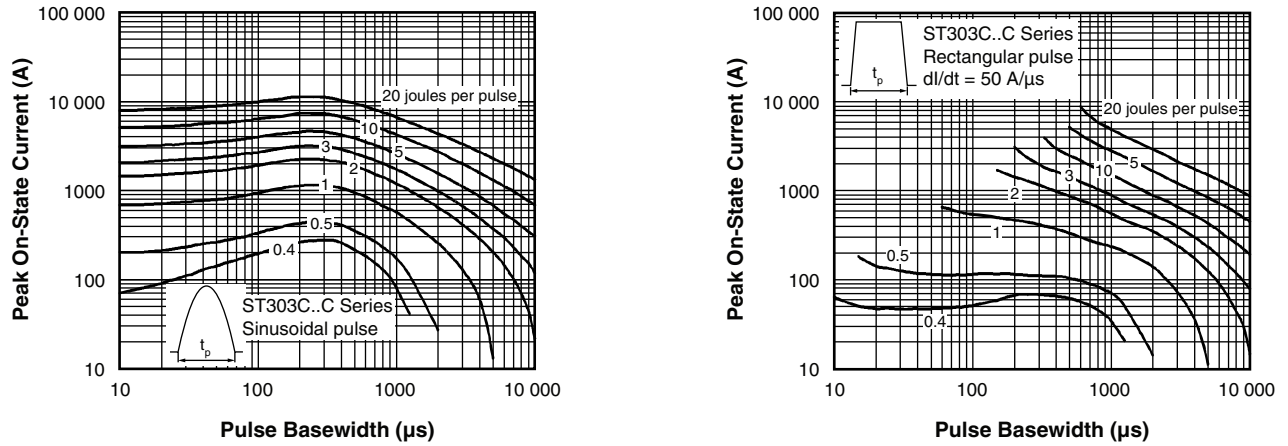 Peak On-State Current (A)
100 000
10 000
1000
100
10
20 joules per pulse
10
5
3
2
1
0.5
0.4
ST303C..C Series
Sinusoidal pulse
tp
10
100
1000
10 000
Pulse Basewidth (µs)
Peak On-State Current (A)
100 000
10 000
1000
100
10
tp
ST303C..C Series
Rectangular pulse
dI/dt = 50 A/µs
20 joules per pulse
5
10
3
2
1
0.5
0.4
10
100
1000
10 000
Pulse Basewidth (µs)